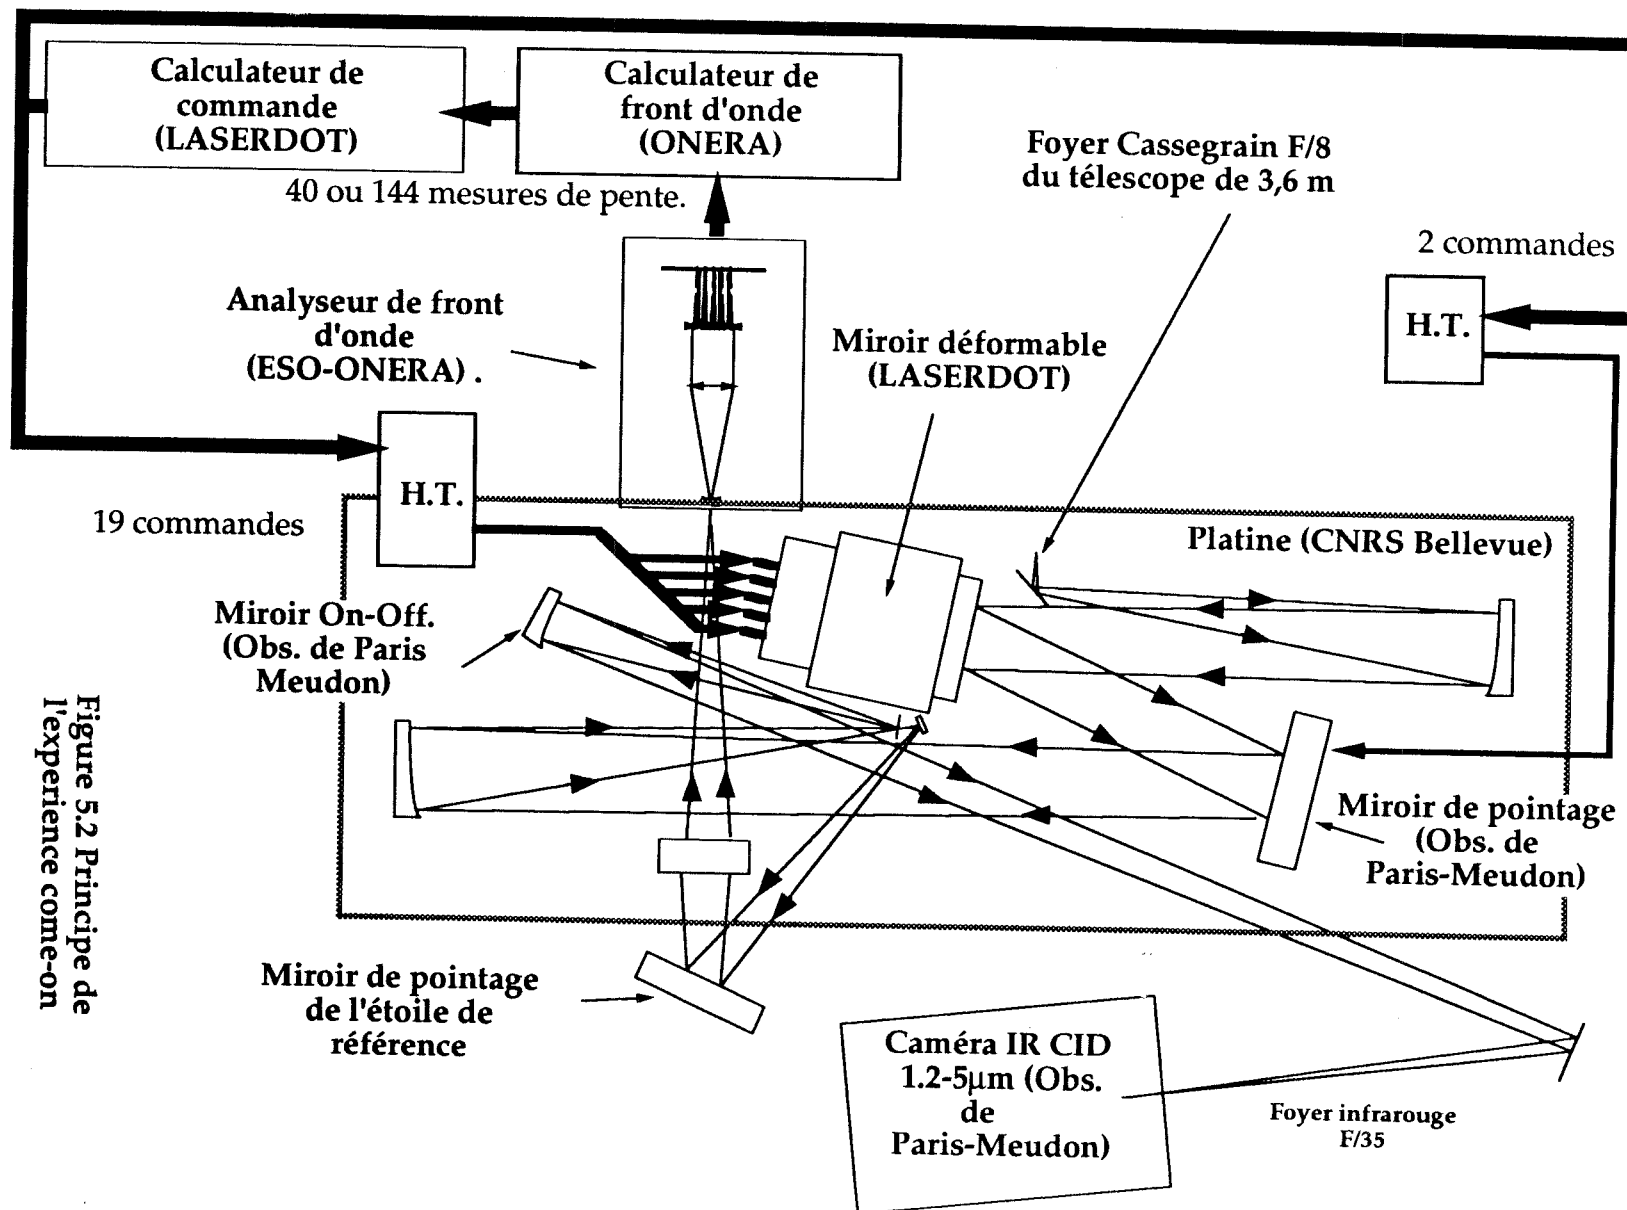 Calculateur de
commande
(LASERDOT)
Calculateur de
front d'onde
(ONERA)
40 ou 144 mesures de pente.
Foyer Cassegrain F/8
du télescope de 3,6 m
2 commandes
H.T.
Analyseur de front
d'onde
(ESO-ONERA) .
Miroir déformable
(LASERDOT)
H.T.
19 commandes
Platine (CNRS Bellevue)
Miroir On-Off.
(Obs. de Paris
Meudon)
Miroir de pointage
(Obs. de
Paris-Meudon)
Miroir de pointage
de l'étoile de
référence
Caméra IR CID
1.2-5µm (Obs.
de
Paris-Meudon)
Foyer infrarouge
F/35
Figure 5.2 Principe de
l'experience come-on